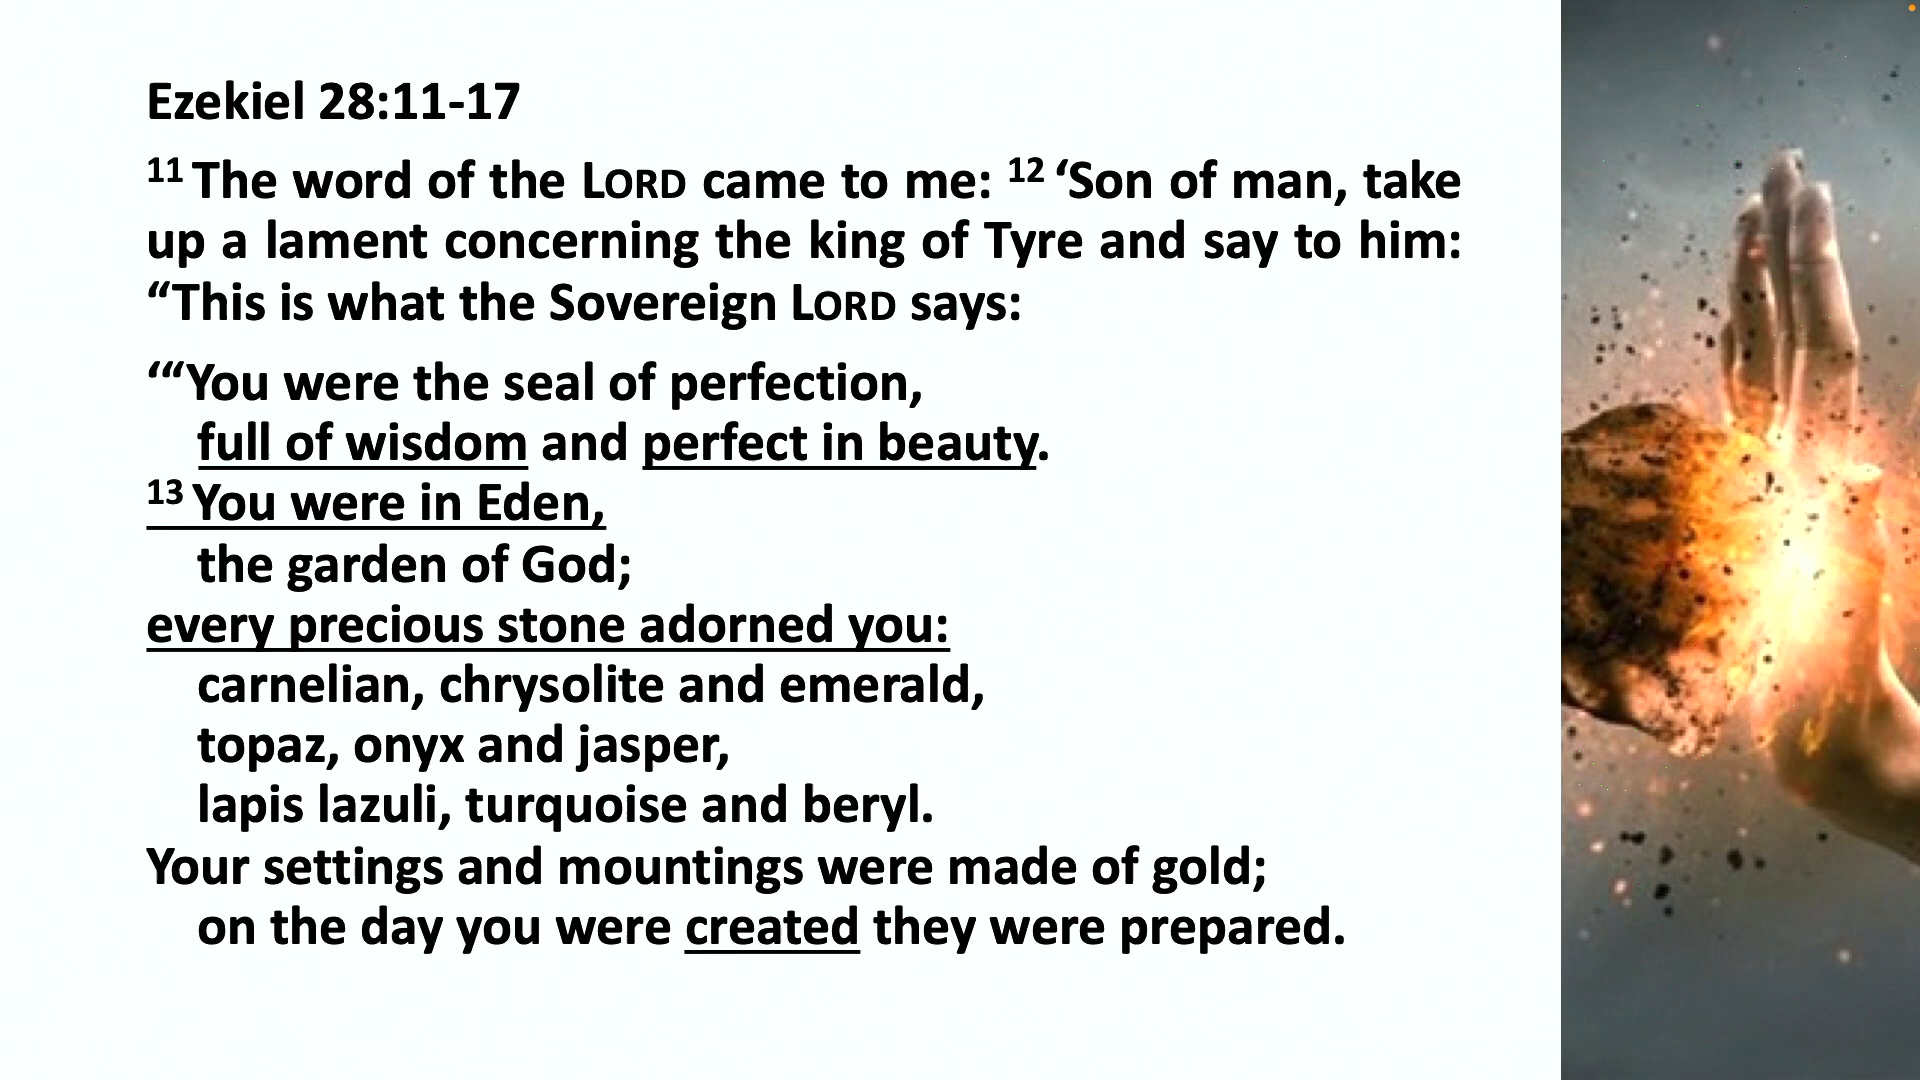 Ezekiel 28:11-17
11 The word of the LORD came to me: 12 ‘Son of man, take
up a lament concerning the king of Tyre and say to him:
“This is what the Sovereign LORD says:
‘“You were the seal of perfection,
full of wisdom and perfect in beauty.
13 You were in Eden,
the garden of God;
every precious stone adorned you:
carnelian, chrysolite and emerald,
topaz, onyx and jasper,
lapis lazuli, turquoise and beryl.
Your settings and mountings were made of gold;
on the day you were created they were prepared.